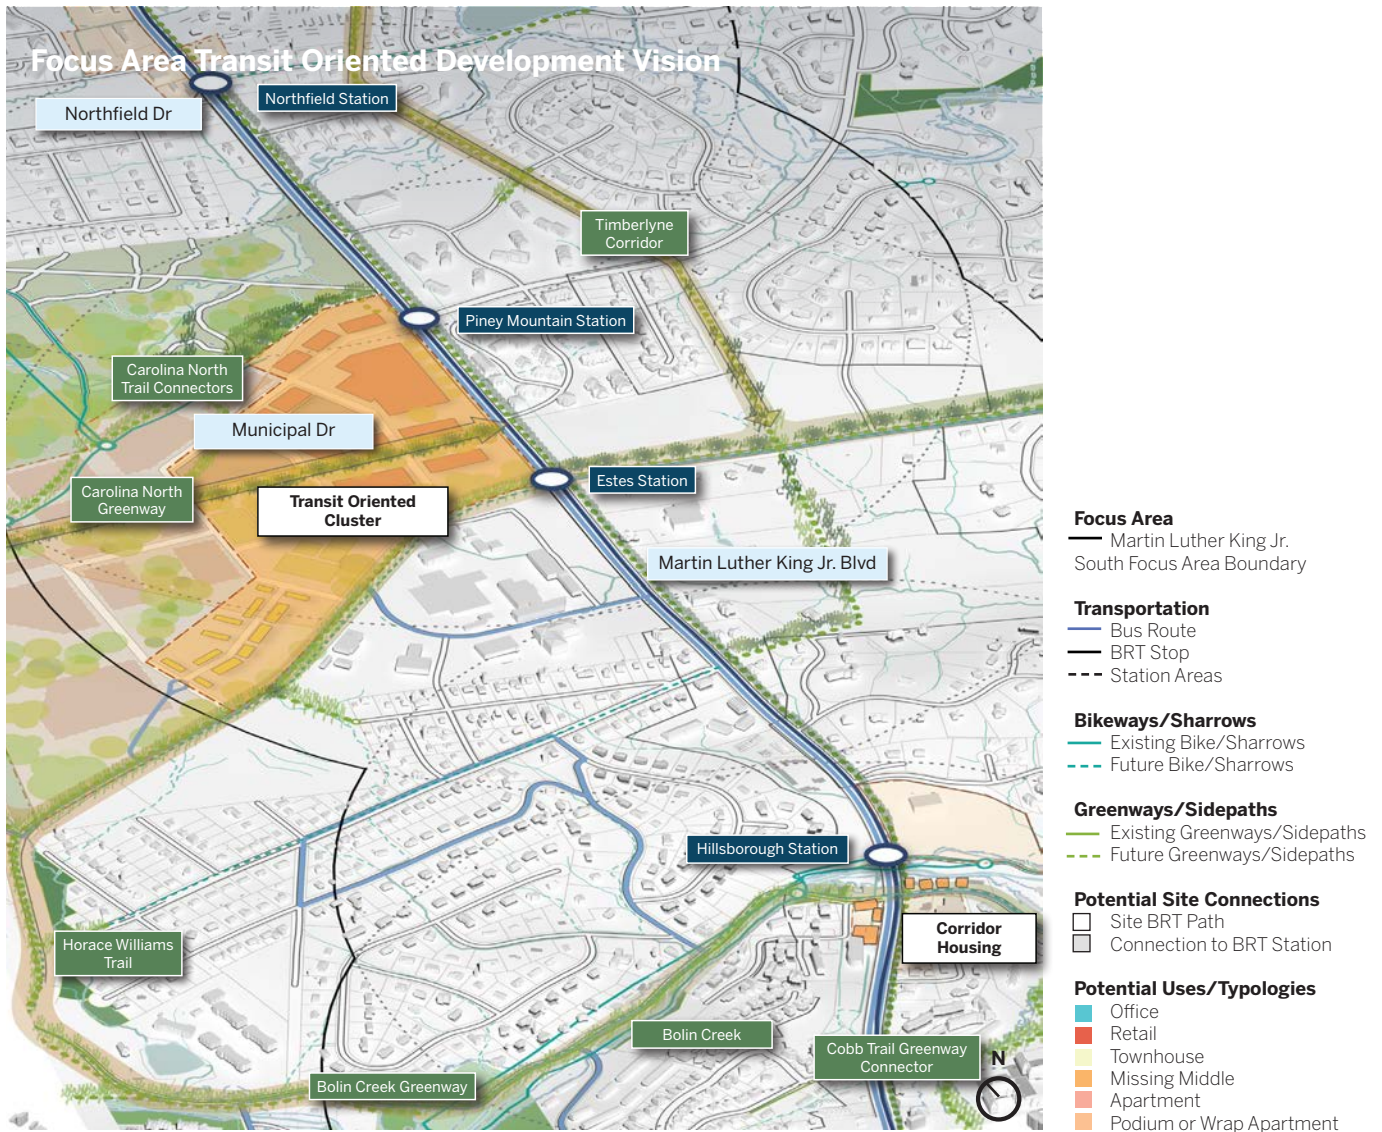 Focus Area Transit Oriented Development Vision
Northfield Station
Northfield Dr
Timberlyne
Corridor
Piney Mountain Station
Carolina North
Trail Connectors
Municipal Dr
Carolina North
Greenway
Transit Oriented
Cluster
Estes Station
Martin Luther King Jr. Blvd
Hillsborough Station
Corridor
Housing
Horace Williams
Trail
Bolin Creek
Cobb Trail Greenway
Connector
Bolin Creek Greenway
N
Focus Area
Martin Luther King Jr.
South Focus Area Boundary
Transportation
Bus Route
BRT Stop
Station Areas
Bikeways/Sharrows
Existing Bike/Sharrows
Future Bike/Sharrows
Greenways/Sidepaths
Existing Greenways/Sidepaths
Future Greenways/Sidepaths
Potential Site Connections
Site BRT Path
Connection to BRT Station
Potential Uses/Typologies
Office
Retail
Townhouse
Missing Middle
Apartment
Podium or Wrap Apartment